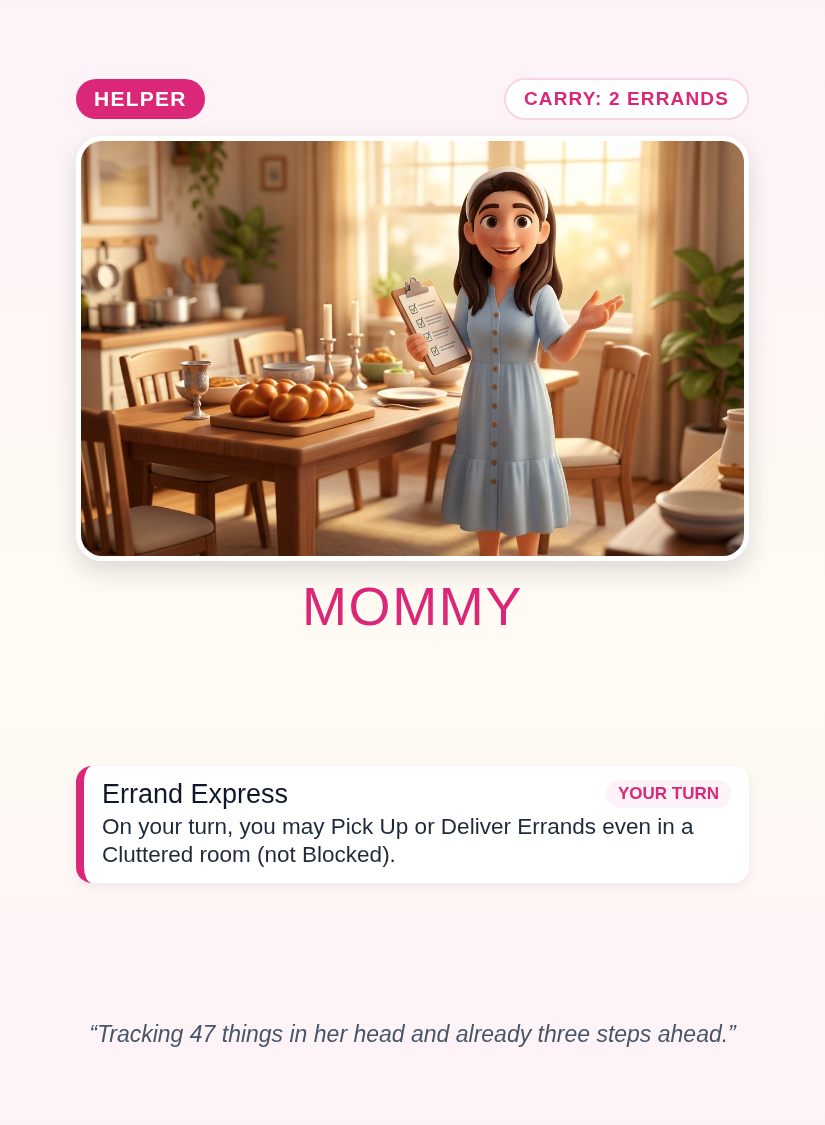 HELPER
CARRY: 2 ERRANDS
MOMMY
Errand Express
YOUR TURN
On your turn, you may Pick Up or Deliver Errands even in a
Cluttered room (not Blocked).
“Tracking 47 things in her head and already three steps ahead.”